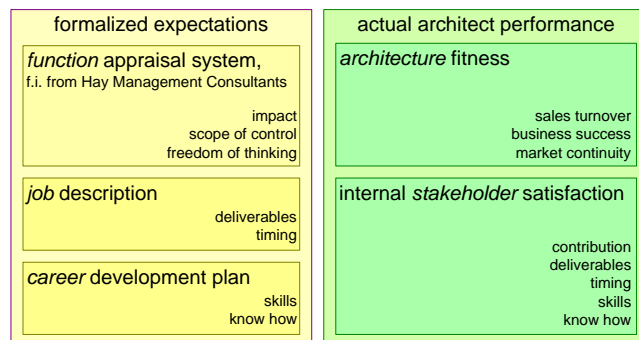 formalized expectations
function appraisal system,
f.i. from Hay Management Consultants
impact
scope of control
freedom of thinking
job description
deliverables
timing
career development plan
skills
know how
actual architect performance
architecture fitness
sales turnover
business success
market continuity
internal stakeholder satisfaction
contribution
deliverables
timing
skills
know how